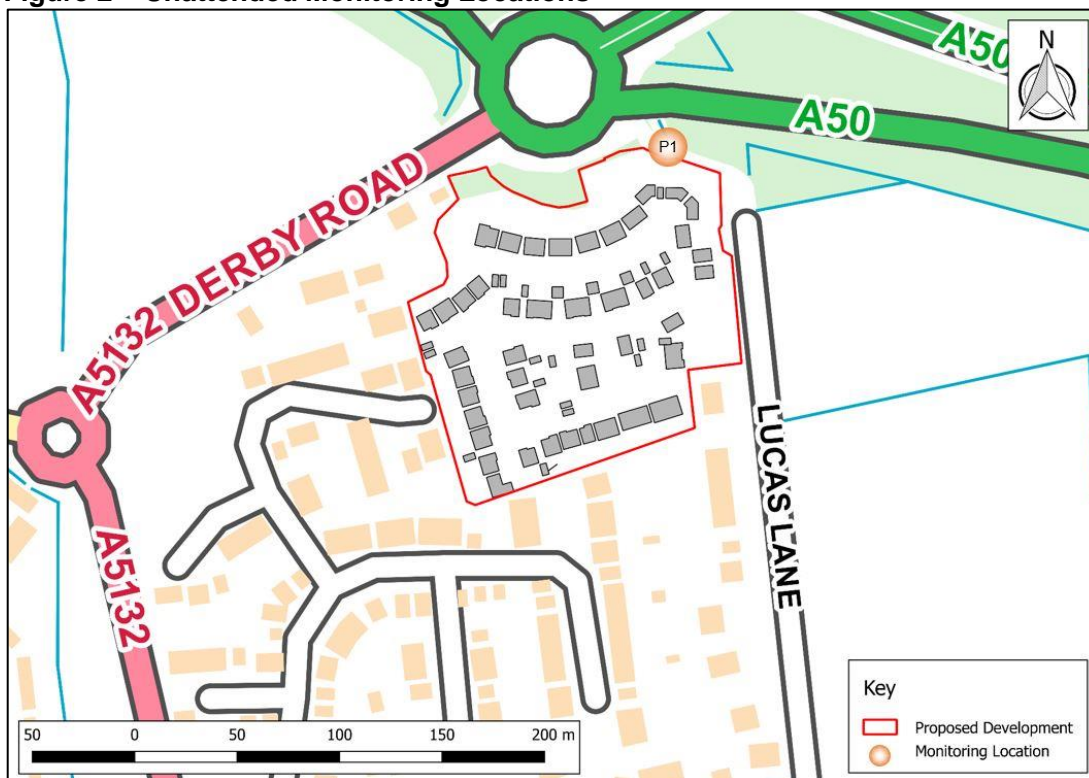 Figure 2 – Unattended Monitoring Locations
A50
N
A50
P1
A5132 DERBY ROAD
LUCAS LANE
A5132
50 0 50 100 150 200 m
Key
Proposed Development
Monitoring Location